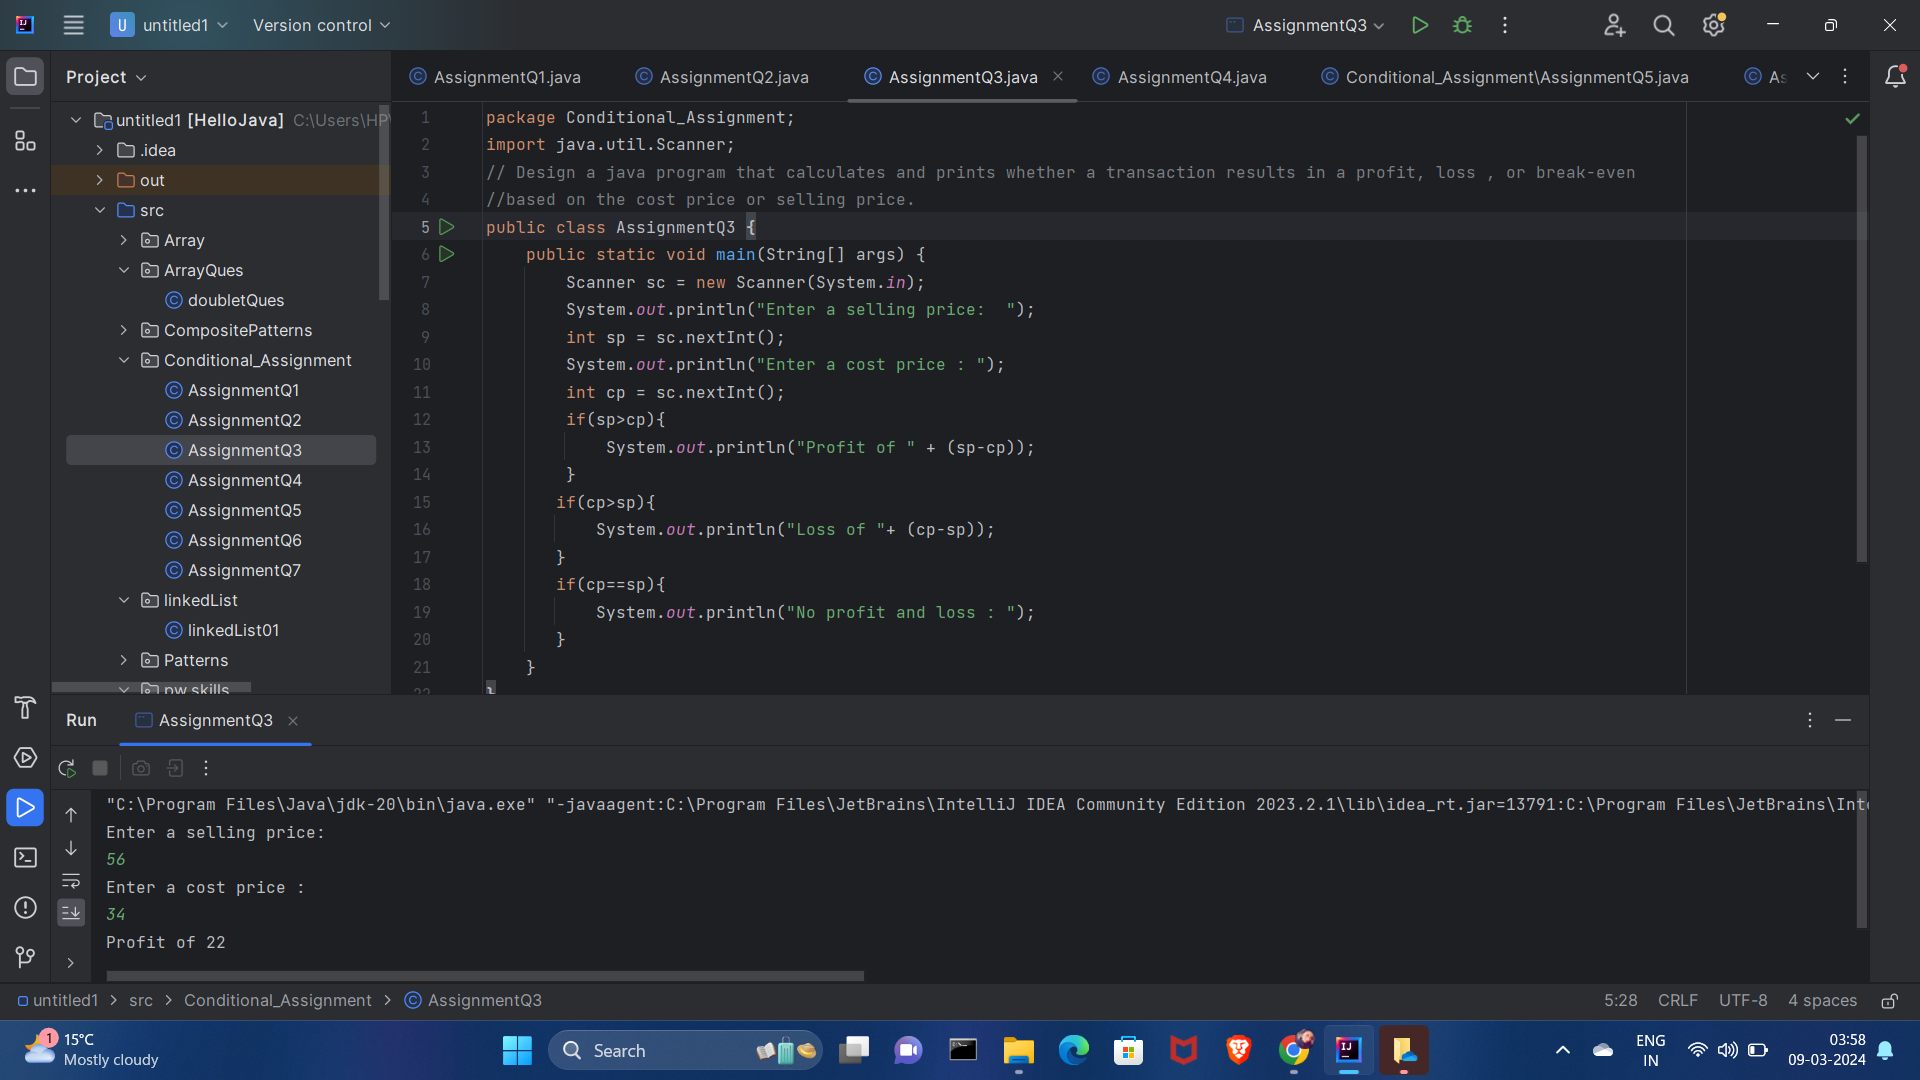 U untitled1 Version control AssignmentQ3
Project
AssignmentQ1.java AssignmentQ2.java AssignmentQ3.java AssignmentQ4.java Conditional_Assignment\AssignmentQ5.java As
untitled1 [HelloJava] C:\Users\HP\
.idea
out
src
Array
ArrayQues
doubletQues
CompositePatterns
Conditional_Assignment
AssignmentQ1
AssignmentQ2
AssignmentQ3
AssignmentQ4
AssignmentQ5
AssignmentQ6
AssignmentQ7
linkedList
linkedList01
Patterns
pw.skills
1 package Conditional_Assignment;
2 import java.util.Scanner;
3 // Design a java program that calculates and prints whether a transaction results in a profit, loss , or break-even
4 //based on the cost price or selling price.
5 public class AssignmentQ3 {
6 public static void main(String[] args) {
7 Scanner sc = new Scanner(System.in);
8 System.out.println("Enter a selling price:  ");
9 int sp = sc.nextInt();
10 System.out.println("Enter a cost price : ");
11 int cp = sc.nextInt();
12 if(sp>cp){
13 System.out.println("Profit of " + (sp-cp));
14 }
15 if(cp>sp){
16 System.out.println("Loss of "+ (cp-sp));
17 }
18 if(cp==sp){
19 System.out.println("No profit and loss : ");
20 }
21 }
22 }
Run AssignmentQ3
"C:\Program Files\Java\jdk-20\bin\java.exe" "-javaagent:C:\Program Files\JetBrains\IntelliJ IDEA Community Edition 2023.2.1\lib\idea_rt.jar=13791:C:\Program Files\JetBrains\Int
Enter a selling price:
56
Enter a cost price :
34
Profit of 22
untitled1 > src > Conditional_Assignment > AssignmentQ3 5:28 CRLF UTF-8 4 spaces
1
15°C
Mostly cloudy
Search
ENG
IN
03:58
09-03-2024